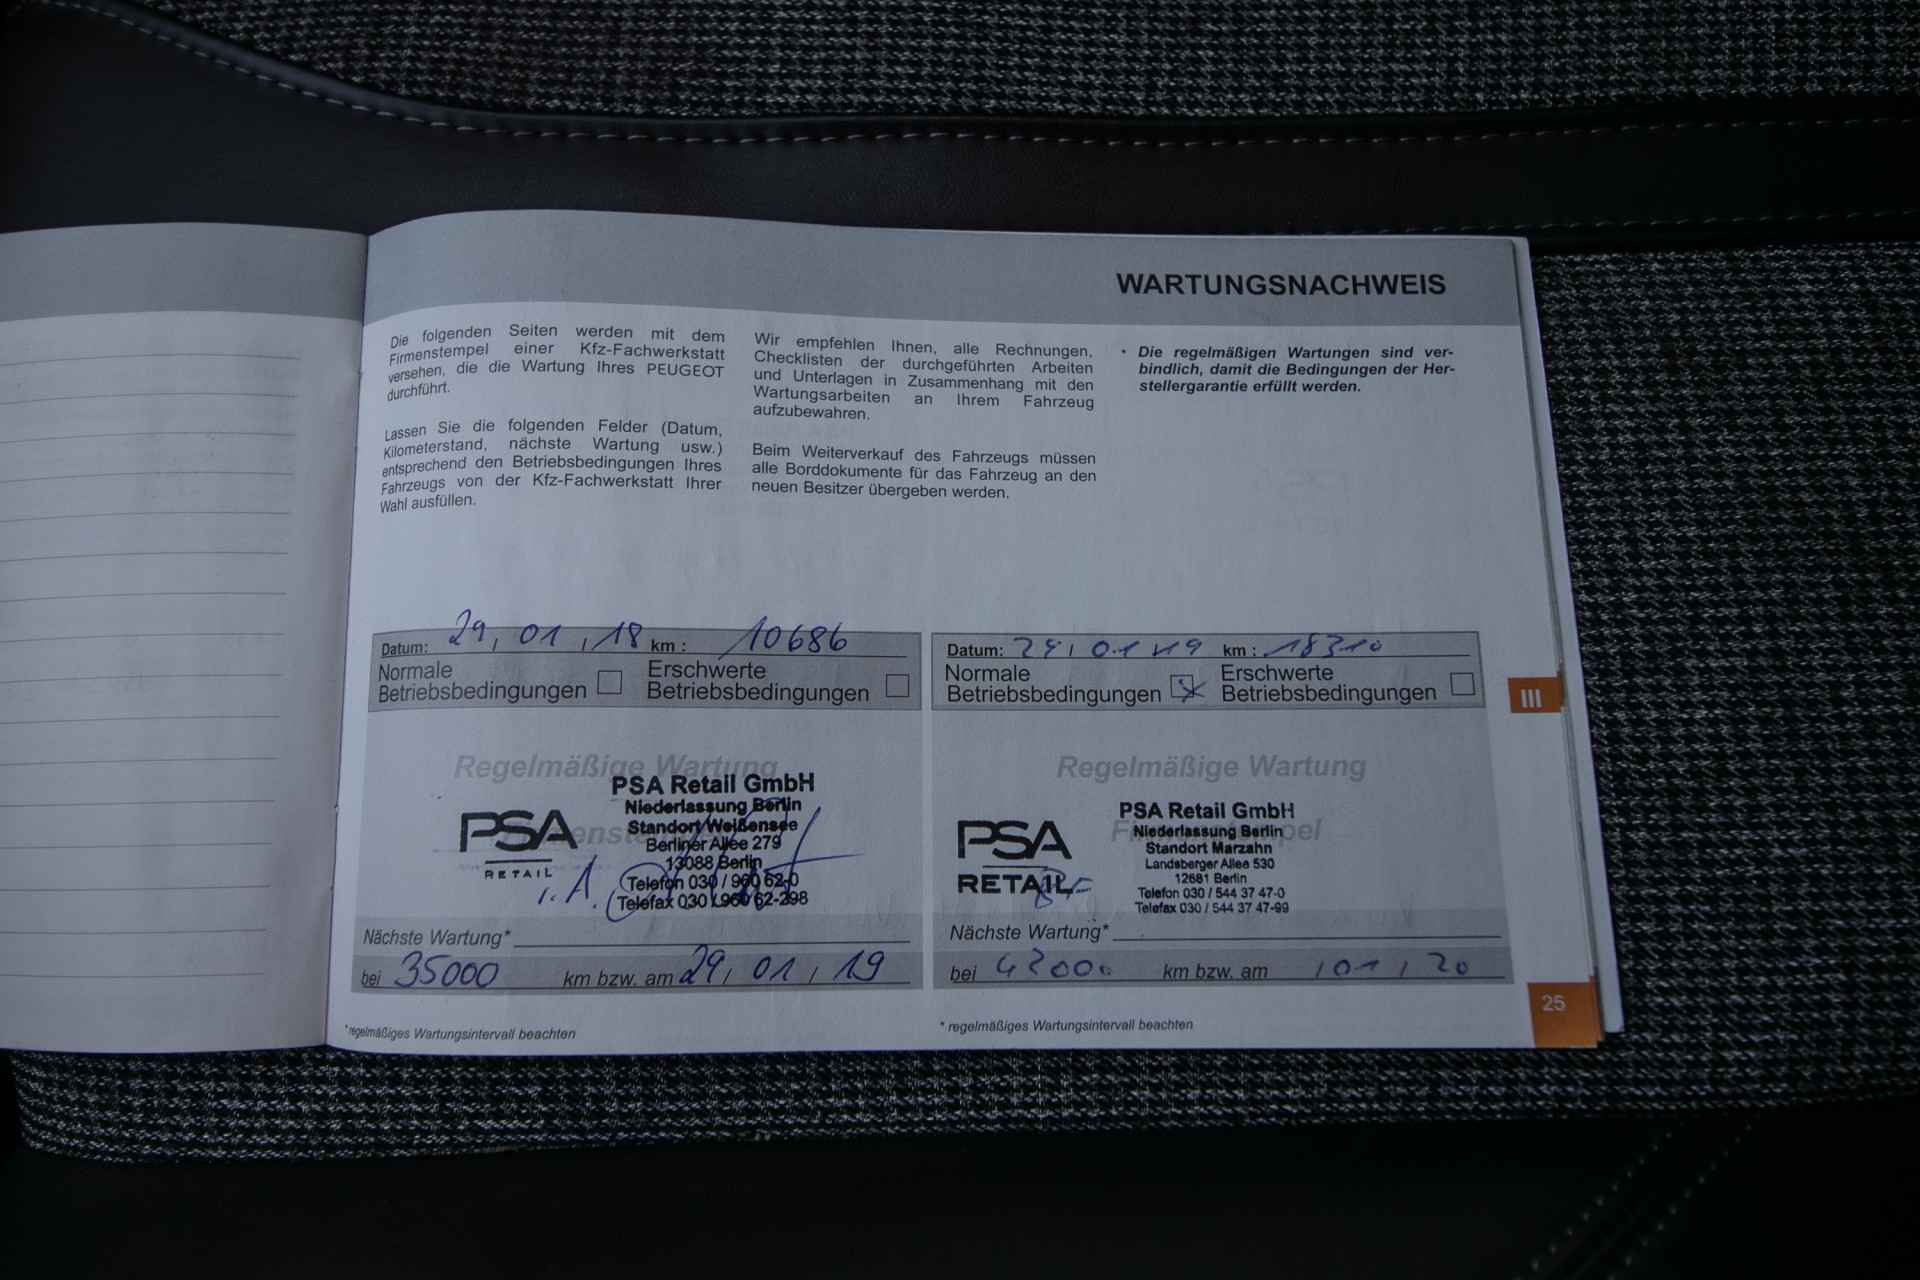 WARTUNGSNACHWEIS
Die folgenden Seiten werden mit dem
Firmenstempel einer Kfz-Fachwerkstatt
versehen, die die Wartung Ihres PEUGEOT
durchführt.
Lassen Sie die folgenden Felder (Datum,
Kilometerstand, nächste Wartung usw.)
entsprechend den Betriebsbedingungen Ihres
Fahrzeugs von der Kfz-Fachwerkstatt Ihrer
Wahl ausfüllen.
Wir empfehlen Ihnen, alle Rechnungen,
Checklisten der durchgeführten Arbeiten
und Unterlagen in Zusammenhang mit den
Wartungsarbeiten an Ihrem Fahrzeug
aufzubewahren.
Beim Weiterverkauf des Fahrzeugs müssen
alle Borddokumente für das Fahrzeug an den
neuen Besitzer übergeben werden.
• Die regelmäßigen Wartungen sind ver-
bindlich, damit die Bedingungen der Her-
stellergarantie erfüllt werden.
Datum: 29, 01, 18 km : 10686
Normale
Betriebsbedingungen
Erschwerte
Betriebsbedingungen
Regelmäßige Wartung
PSA
RETAIL
PSA Retail GmbH
Niederlassung Berlin
Standort Weißensee
Berliner Allee 279
13088 Berlin
Telefon 030 / 960 62-0
Telefax 030 / 960 62-298
i.A.
Nächste Wartung*
bei 35000 km bzw. am 29, 01, 19
* regelmäßiges Wartungsintervall beachten
Datum: 01 19 km : 18310
Normale
Betriebsbedingungen
Erschwerte
Betriebsbedingungen
Regelmäßige Wartung
PSA
RETAIL
PSA Retail GmbH
Niederlassung Berlin
Standort Marzahn
Landsberger Allee 530
12681 Berlin
Telefon 030 / 544 37 47-0
Telefax 030 / 544 37 47-99
Nächste Wartung*
bei 42000 km bzw. am / 01, 20
* regelmäßiges Wartungsintervall beachten
III
25